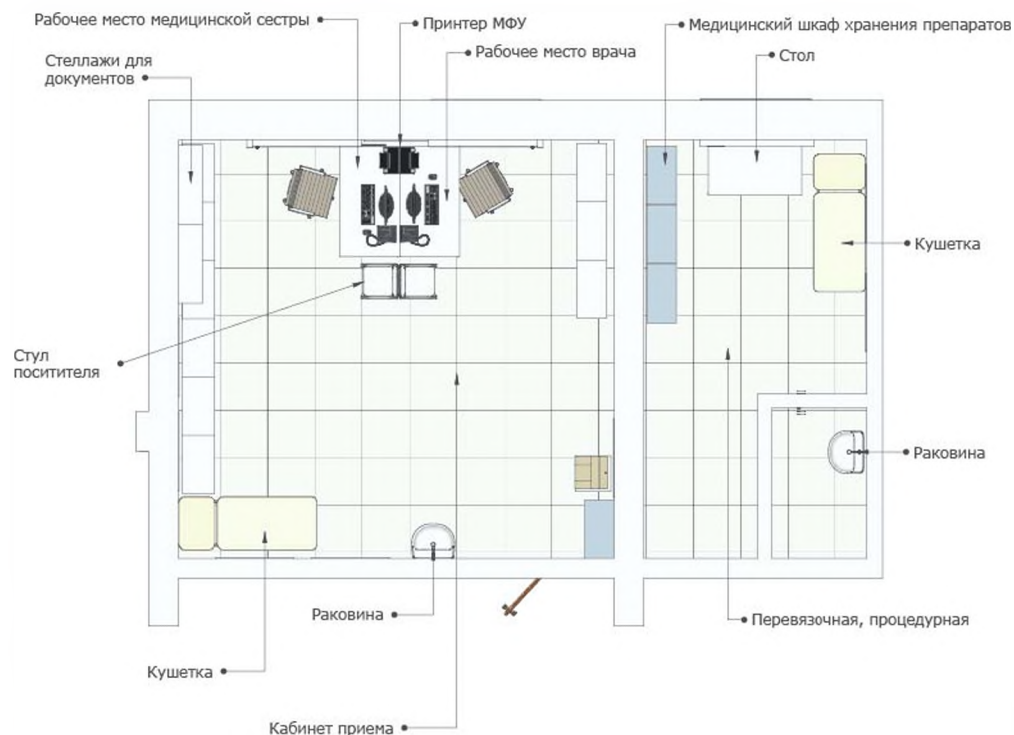 Рабочее место медицинской сестры
Принтер МФУ
Медицинский шкаф хранения препаратов
Рабочее место врача
Стол
Стеллажи для
документов
Кушетка
Стул
поситителя
Раковина
Раковина
Перевязочная, процедурная
Кушетка
Кабинет приема